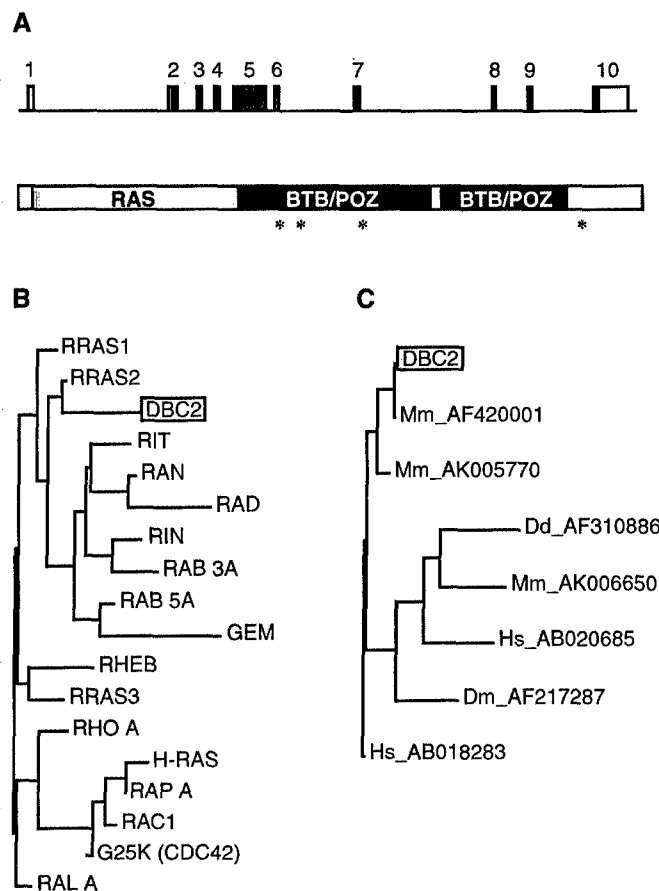 A
1 2 3 4 5 6 7 8 9 10
RAS BTB/POZ BTB/POZ
* * * *
B
RRAS1
RRAS2
DBC2
RIT
RAN
RAD
RIN
RAB 3A
RAB 5A
GEM
RHEB
RRAS3
RHO A
H-RAS
RAP A
RAC1
G25K (CDC42)
RAL A
C
DBC2
Mm_AF420001
Mm_AK005770
Dd_AF310886
Mm_AK006650
Hs_AB020685
Dm_AF217287
Hs_AB018283